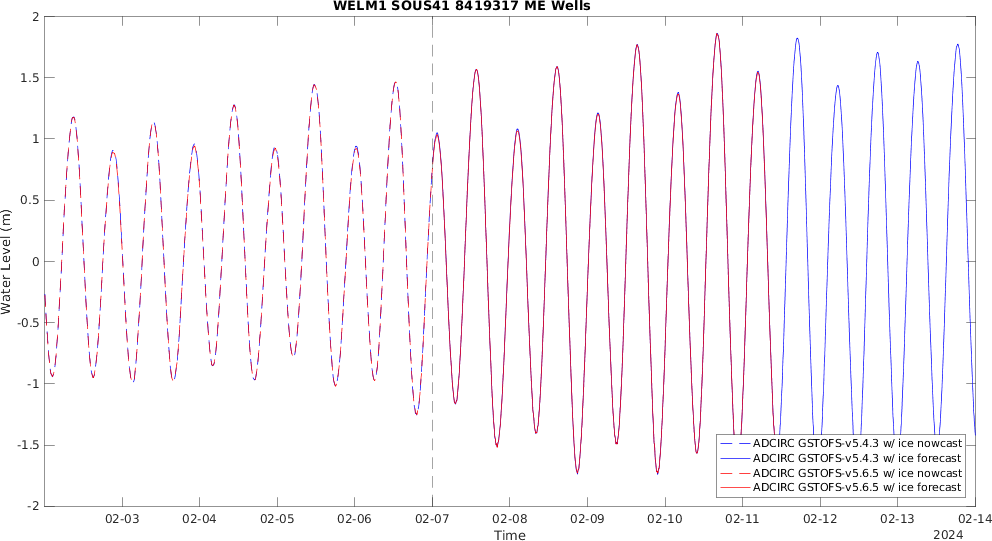 WELM1 SOUS41 8419317 ME Wells
2
1.5
1
0.5
0
-0.5
-1
-1.5
-2
Water Level (m)
ADCIRC GSTOFS-v5.4.3 w/ ice nowcast
ADCIRC GSTOFS-v5.4.3 w/ ice forecast
ADCIRC GSTOFS-v5.6.5 w/ ice nowcast
ADCIRC GSTOFS-v5.6.5 w/ ice forecast
02-03 02-04 02-05 02-06 02-07 02-08 02-09 02-10 02-11 02-12 02-13 02-14
Time
2024